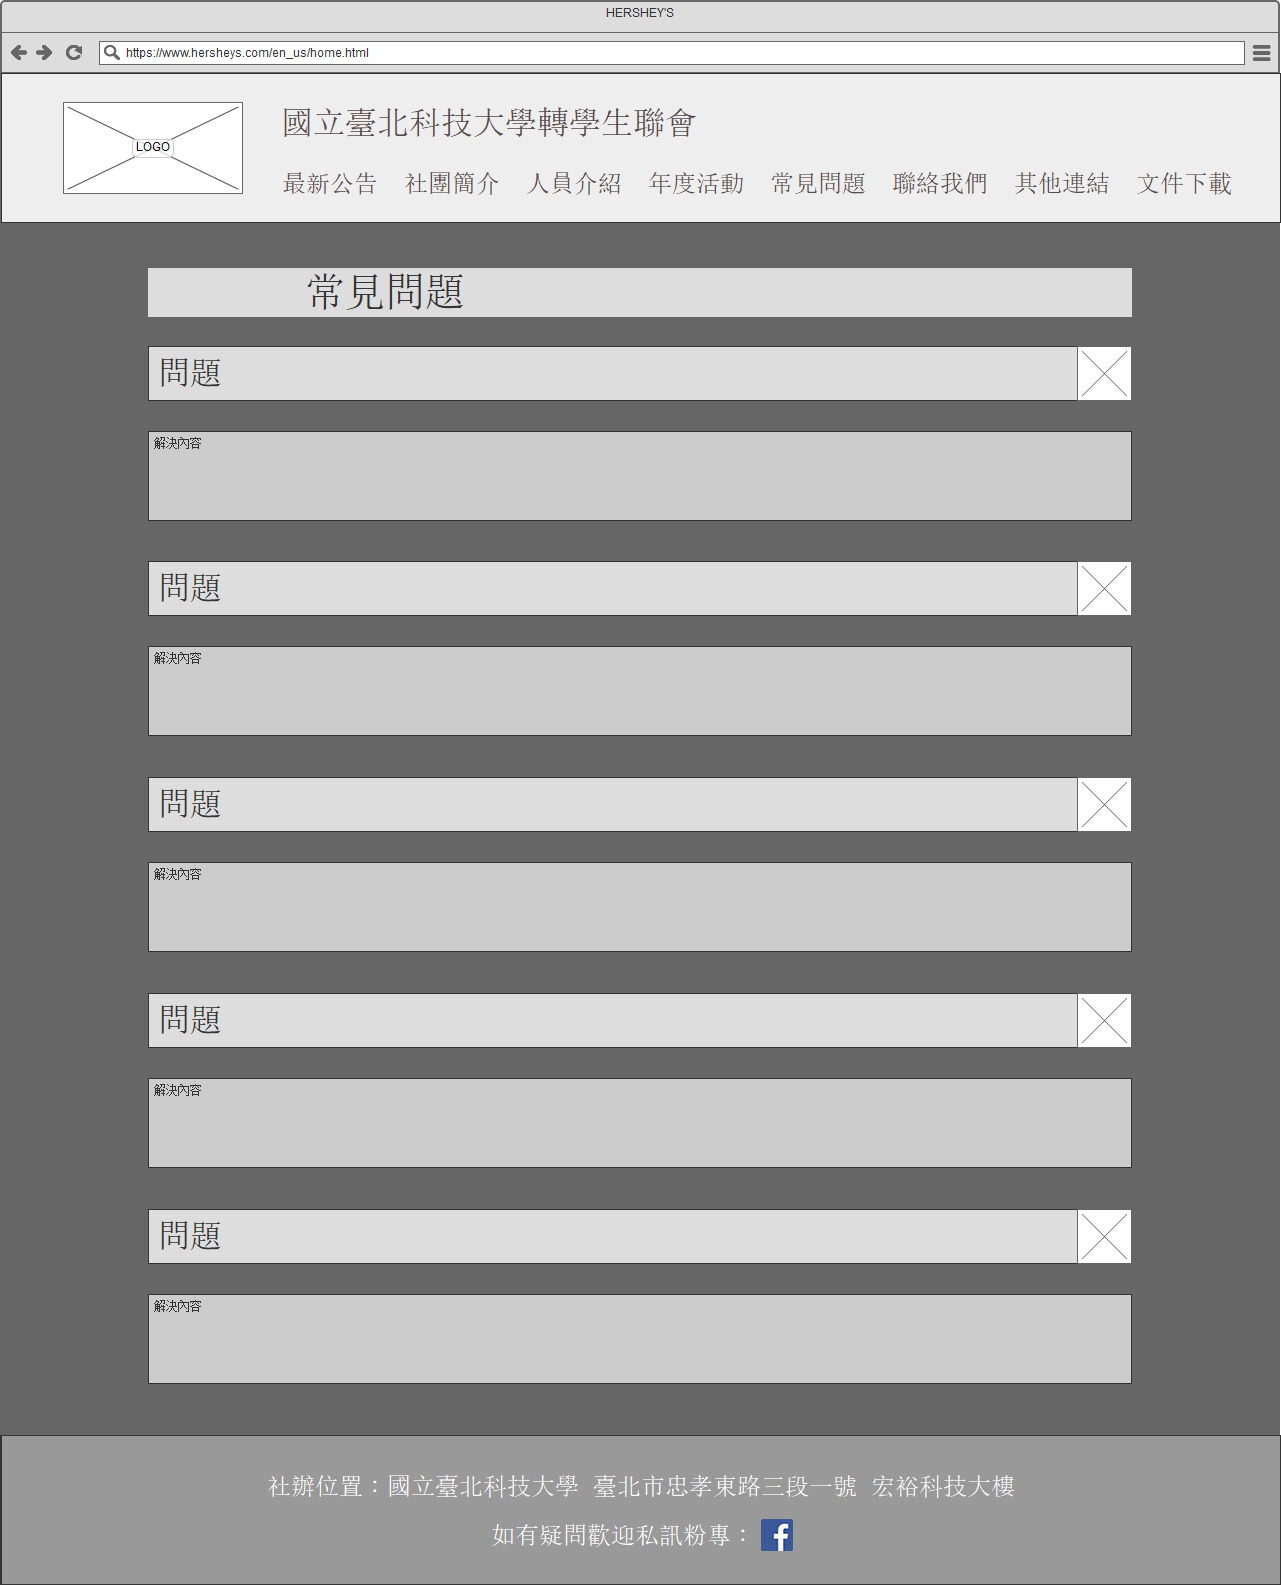 HERSHEY'S
https://www.hersheys.com/en_us/home.html
LOGO
國立臺北科技大學轉學生聯會
最新公告 社團簡介 人員介紹 年度活動 常見問題 聯絡我們 其他連結 文件下載
常見問題
問題
解決內容
問題
解決內容
問題
解決內容
問題
解決內容
問題
解決內容
社辦位置：國立臺北科技大學 臺北市忠孝東路三段一號 宏裕科技大樓
如有疑問歡迎私訊粉專：